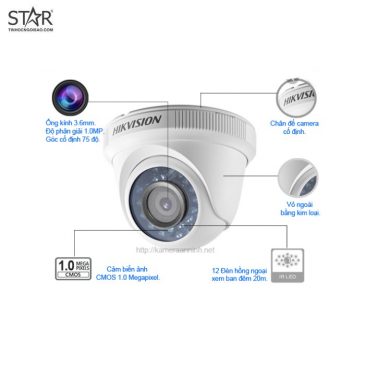 STAR
TINHOCNGOISAO.COM
HIKVISION
HIKVISION
Ống kính 3.6mm.
Độ phân giải 1.0MP.
Góc cố định 75 độ.
Chân đế camera
cố định.
Vỏ ngoài
bằng kim loại.
http://kameraanninh.net
1.0 MEGA
PIXELS
CMOS
Cảm biến ảnh
CMOS 1.0 Megapixel.
12 Đèn hồng ngoại
xem ban đêm 20m.
IR LED